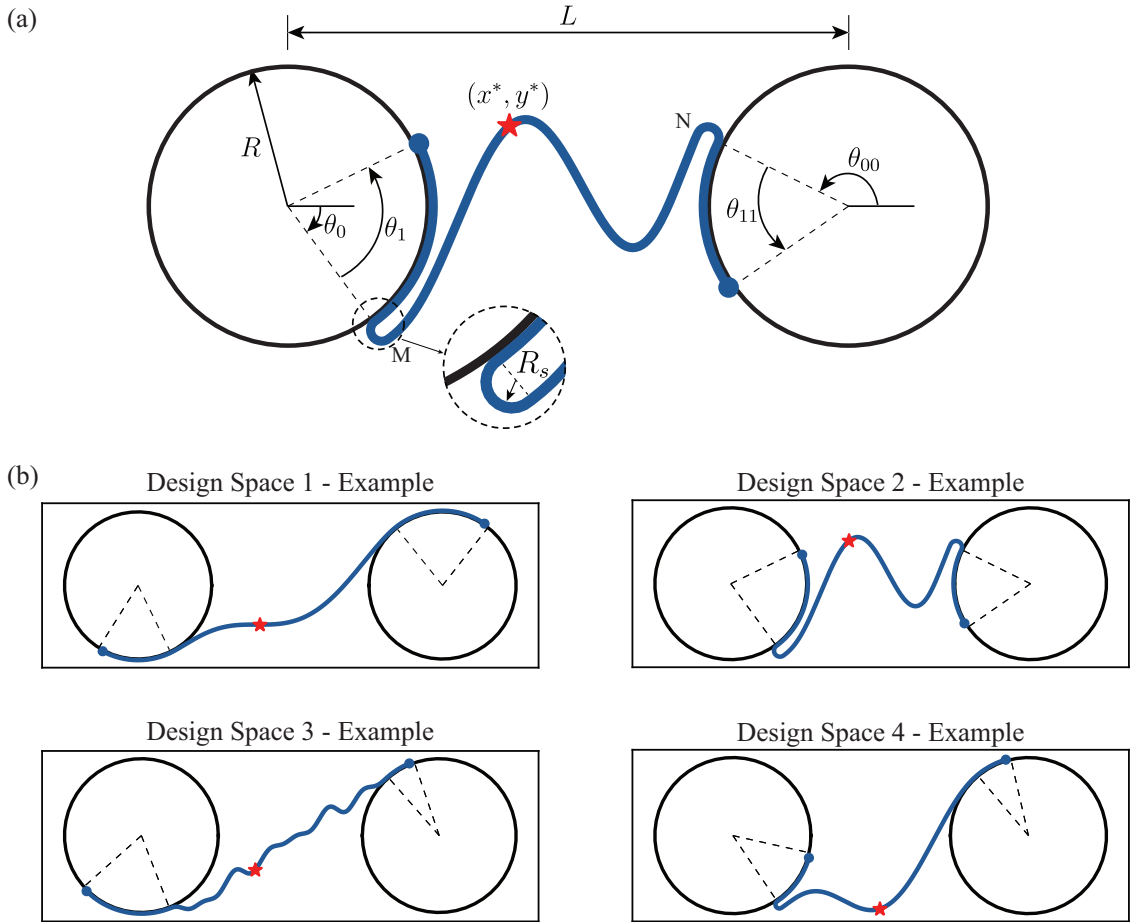 (a)
L
(x*, y*)
N
R
θ₀₀
θ₀
θ₁
θ₁₁
M
Rₛ
(b)
Design Space 1 - Example
Design Space 2 - Example
Design Space 3 - Example
Design Space 4 - Example